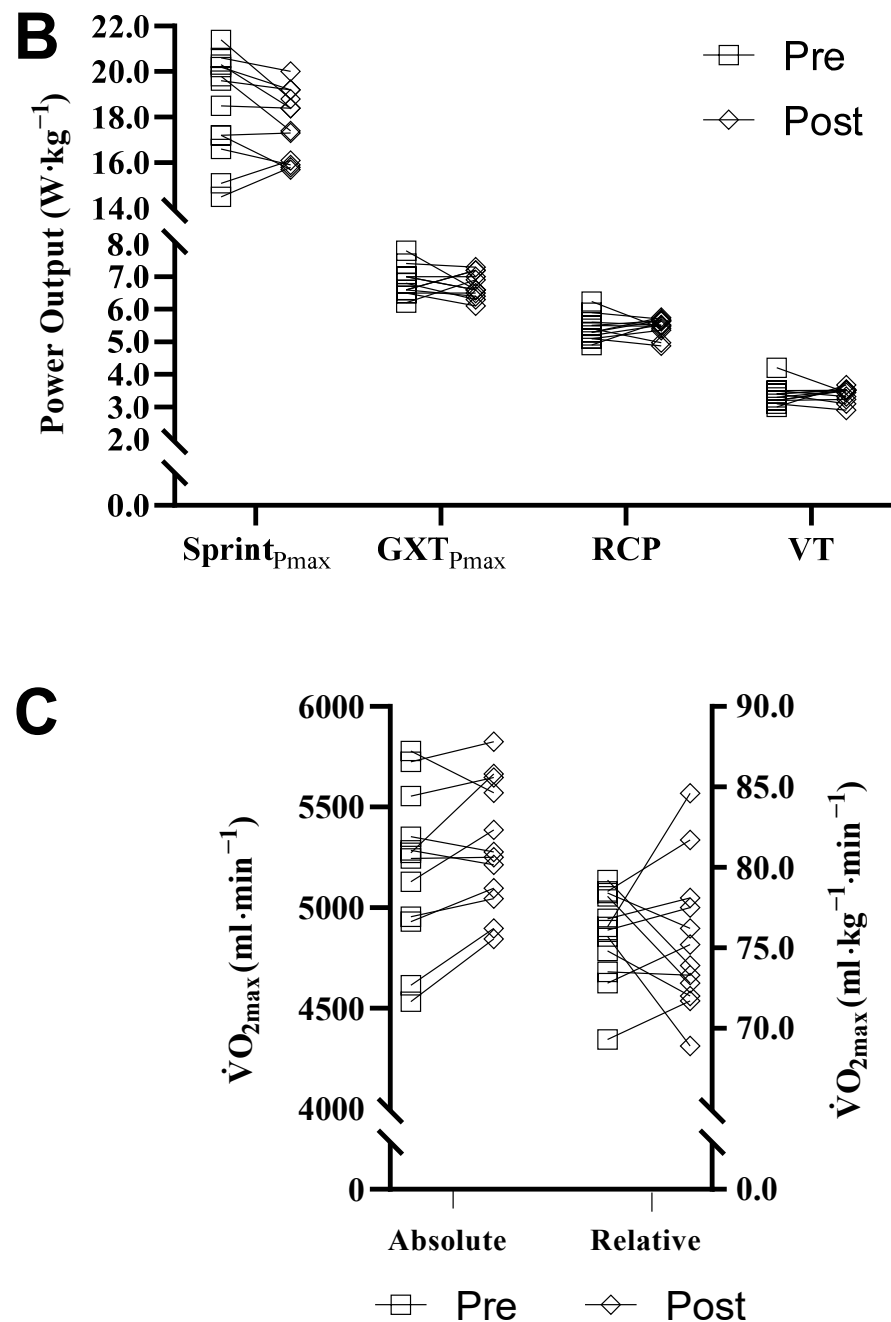 B
Power Output (W·kg⁻¹)
22.0
20.0
18.0
16.0
14.0
8.0
7.0
6.0
5.0
4.0
3.0
2.0
0.0
Pre
Post
Sprint_Pmax GXT_Pmax RCP VT
C
V̇O₂max (ml·min⁻¹)
6000
5500
5000
4500
4000
0
90.0
85.0
80.0
75.0
70.0
0.0
V̇O₂max (ml·kg⁻¹·min⁻¹)
Absolute Relative
Pre Post